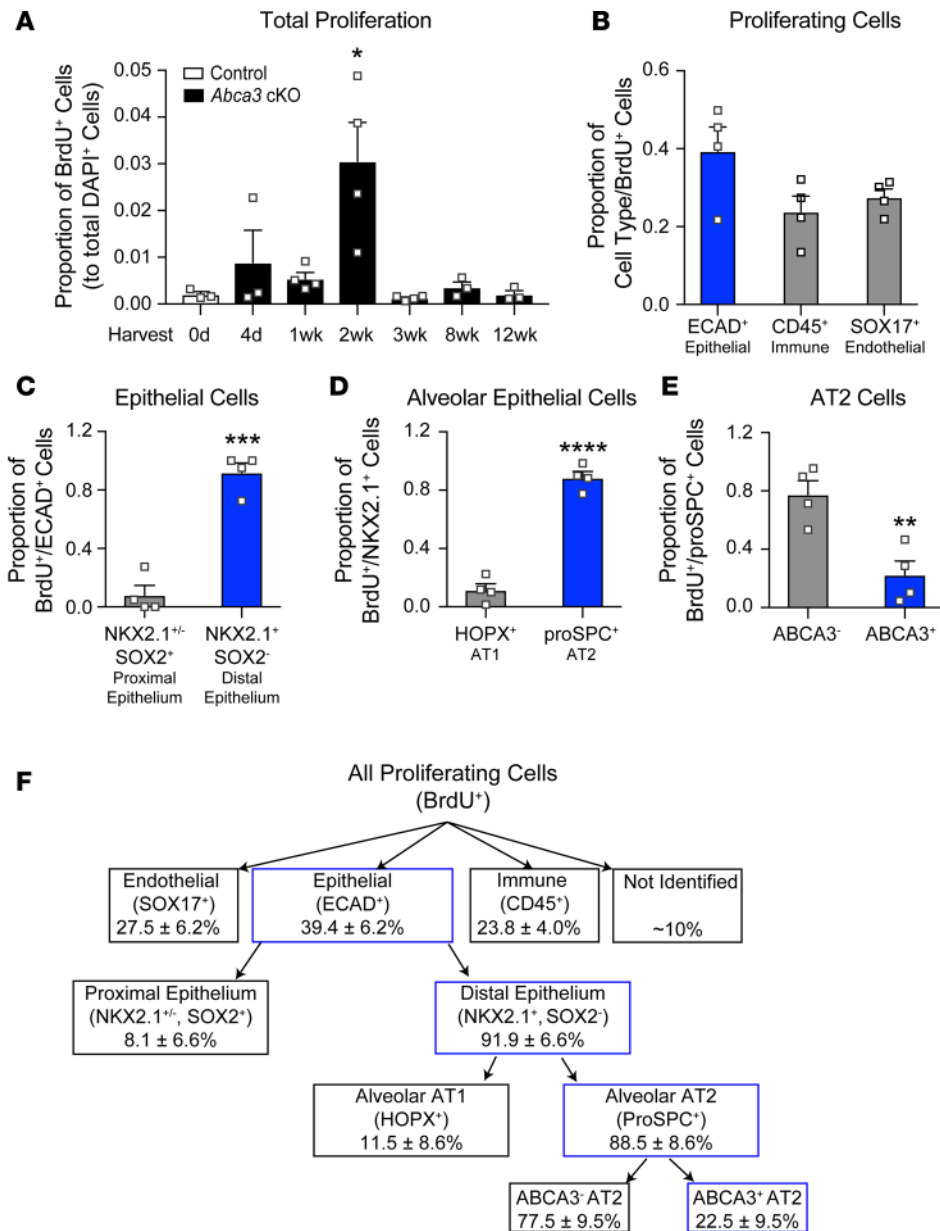 A
Total Proliferation
Proportion of BrdU⁺ Cells
(to total DAPI⁺ Cells)
0.05
0.04
0.03
0.02
0.01
0.00
Control
Abca3 cKO
*
Harvest
0d
4d
1wk
2wk
3wk
8wk
12wk
B
Proliferating Cells
Proportion of
Cell Type/BrdU⁺ Cells
0.6
0.4
0.2
0.0
ECAD⁺
Epithelial
CD45⁺
Immune
SOX17⁺
Endothelial
C
Epithelial Cells
Proportion of
BrdU⁺/ECAD⁺ Cells
1.2
0.8
0.4
0.0
***
NKX2.1⁺/⁻
SOX2⁺
Proximal
Epithelium
NKX2.1⁺
SOX2⁻
Distal
Epithelium
D
Alveolar Epithelial Cells
Proportion of
BrdU⁺/NKX2.1⁺ Cells
1.2
0.8
0.4
0.0
****
HOPX⁺
AT1
proSPC⁺
AT2
E
AT2 Cells
Proportion of
BrdU⁺/proSPC⁺ Cells
1.2
0.8
0.4
0.0
**
ABCA3⁻
ABCA3⁺
F
All Proliferating Cells
(BrdU⁺)
Endothelial
(SOX17⁺)
27.5 ± 6.2%
Epithelial
(ECAD⁺)
39.4 ± 6.2%
Immune
(CD45⁺)
23.8 ± 4.0%
Not Identified
~10%
Proximal Epithelium
(NKX2.1⁺/⁻, SOX2⁺)
8.1 ± 6.6%
Distal Epithelium
(NKX2.1⁺, SOX2⁻)
91.9 ± 6.6%
Alveolar AT1
(HOPX⁺)
11.5 ± 8.6%
Alveolar AT2
(ProSPC⁺)
88.5 ± 8.6%
ABCA3⁻ AT2
77.5 ± 9.5%
ABCA3⁺ AT2
22.5 ± 9.5%